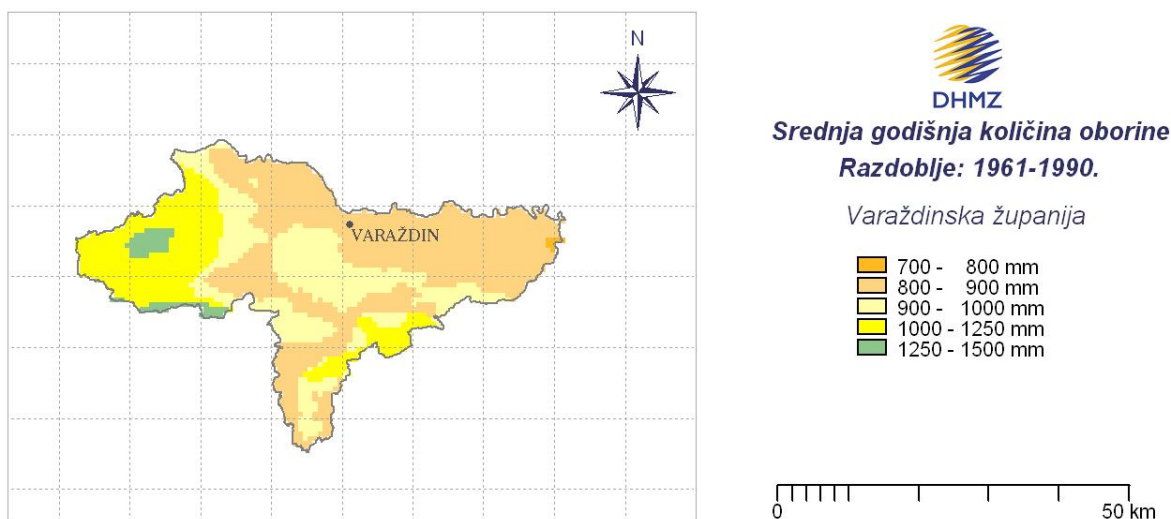 N
VARAŽDIN
DHMZ
Srednja godišnja količina oborine
Razdoblje: 1961-1990.
Varaždinska županija
700 - 800 mm
800 - 900 mm
900 - 1000 mm
1000 - 1250 mm
1250 - 1500 mm
0 50 km